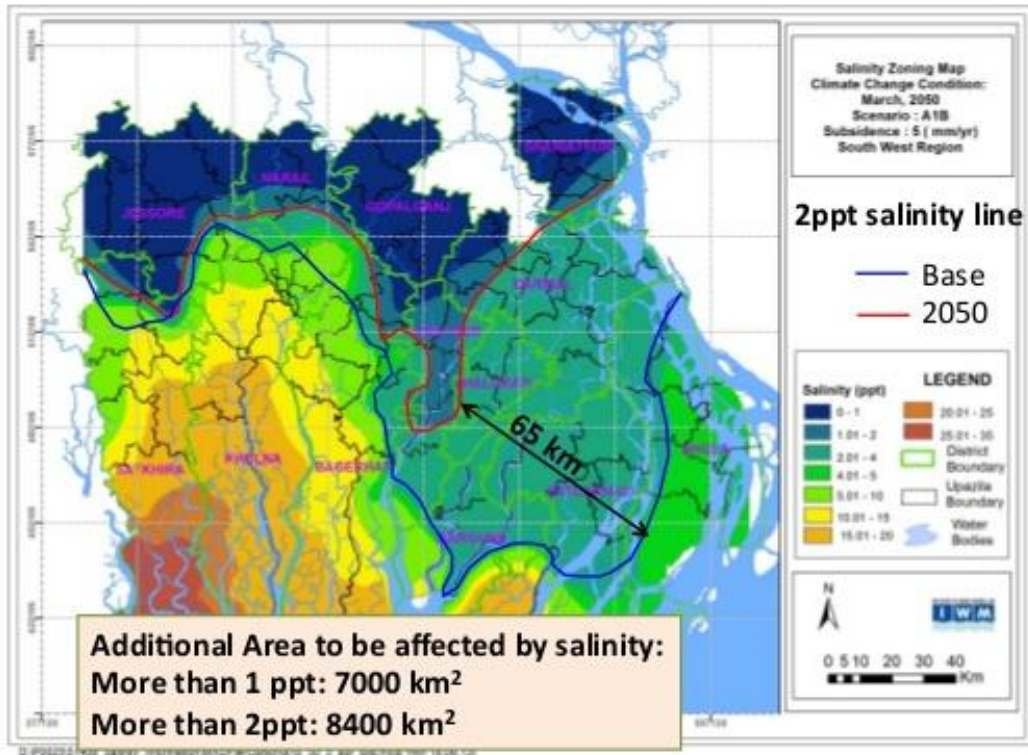 Salinity Zoning Map
Climate Change Condition:
March, 2050
Scenario : A1B
Subsidence : 5 ( mm/yr)
South West Region
2ppt salinity line
Base
2050
LEGEND
Salinity (ppt)
0 - 1
1.01 - 2
2.01 - 4
4.01 - 5
5.01 - 10
10.01 - 15
15.01 - 20
20.01 - 25
25.01 - 35
District
Boundary
Upazilla
Boundary
Water
Bodies
N
IWM
0 5 10 20 30 40
Km
JESSORE
NARAIL
GOPALGANJ
SHARIATPUR
BARISAL
65 km
SATKHIRA
KHULNA
BAGERHAT
BARGUNA
Additional Area to be affected by salinity:
More than 1 ppt: 7000 km²
More than 2ppt: 8400 km²